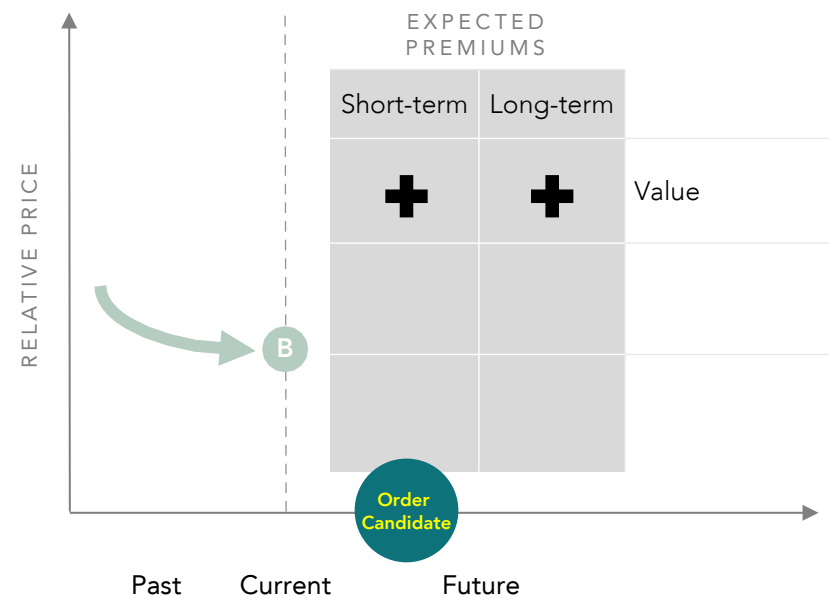 EXPECTED
PREMIUMS
Short-term Long-term
Value
RELATIVE PRICE
B
Order
Candidate
Past Current Future